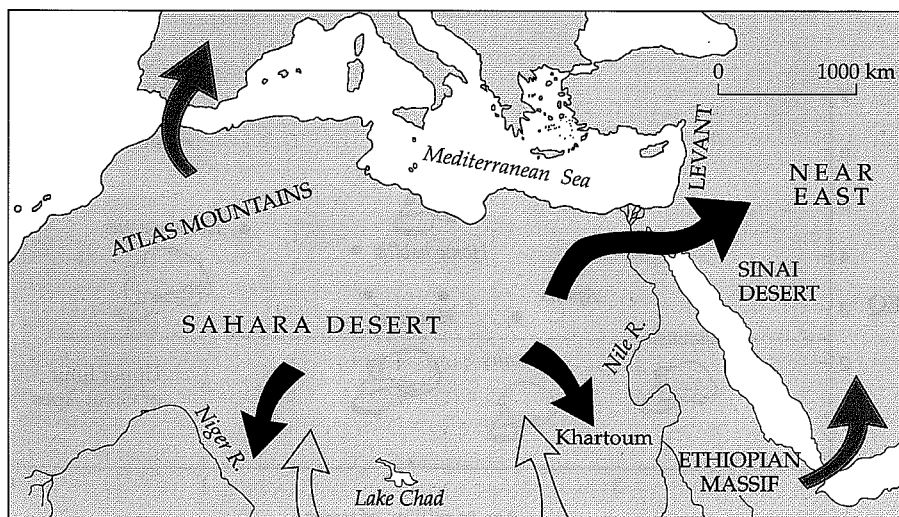 0 1000 km
LEVANT
Mediterranean Sea
NEAR
EAST
ATLAS MOUNTAINS
SINAI
DESERT
SAHARA DESERT
Nile R.
Niger R.
Khartoum
ETHIOPIAN
MASSIF
Lake Chad